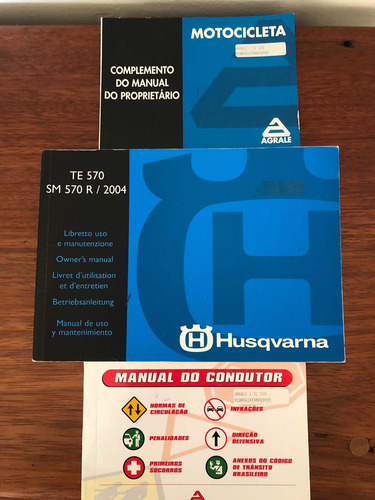 MOTOCICLETA
COMPLEMENTO
DO MANUAL
DO PROPRIETÁRIO
AGRALE
TE 570
SM 570 R / 2004
Libretto uso
e manutenzione
Owner's manual
Livret d'utilisation
et d'entretien
Betriebsanleitung
Manual de uso
y mantenimiento
Husqvarna
MANUAL DO CONDUTOR
NORMAS DE
CIRCULAÇÃO
INFRAÇÕES
PENALIDADES
DIREÇÃO
DEFENSIVA
PRIMEIROS
SOCORROS
ANEXOS DO CÓDIGO
DE TRÂNSITO
BRASILEIRO